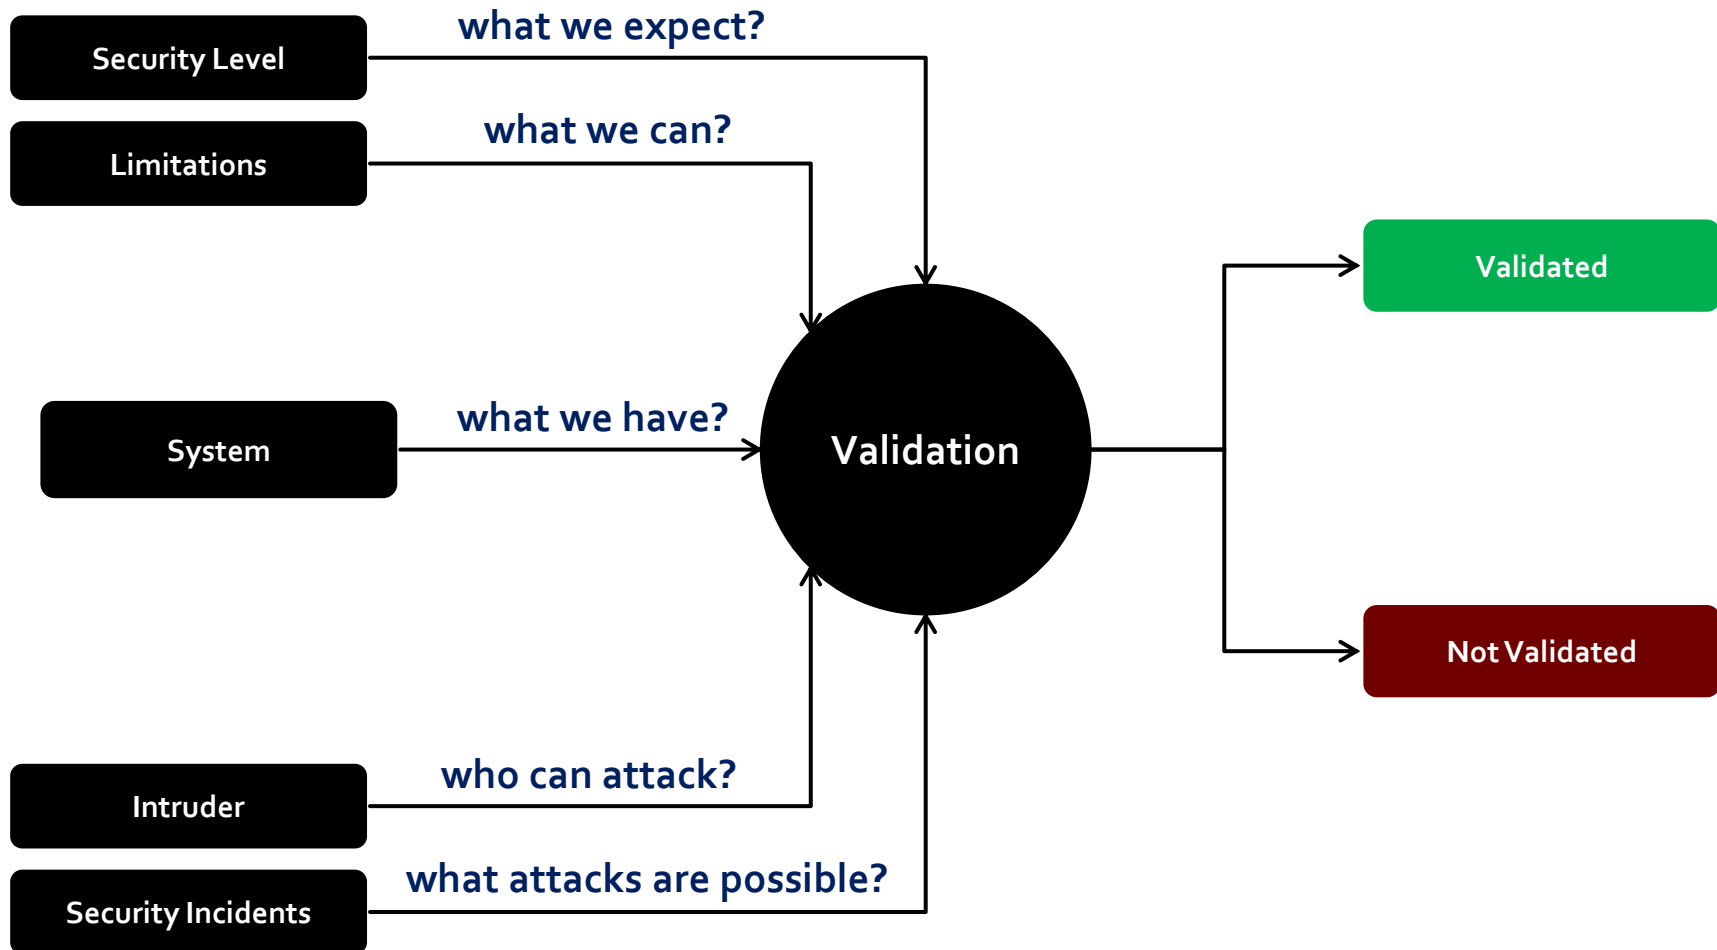 what we expect?
Security Level
what we can?
Limitations
Validated
what we have?
System
Validation
Not Validated
who can attack?
Intruder
what attacks are possible?
Security Incidents